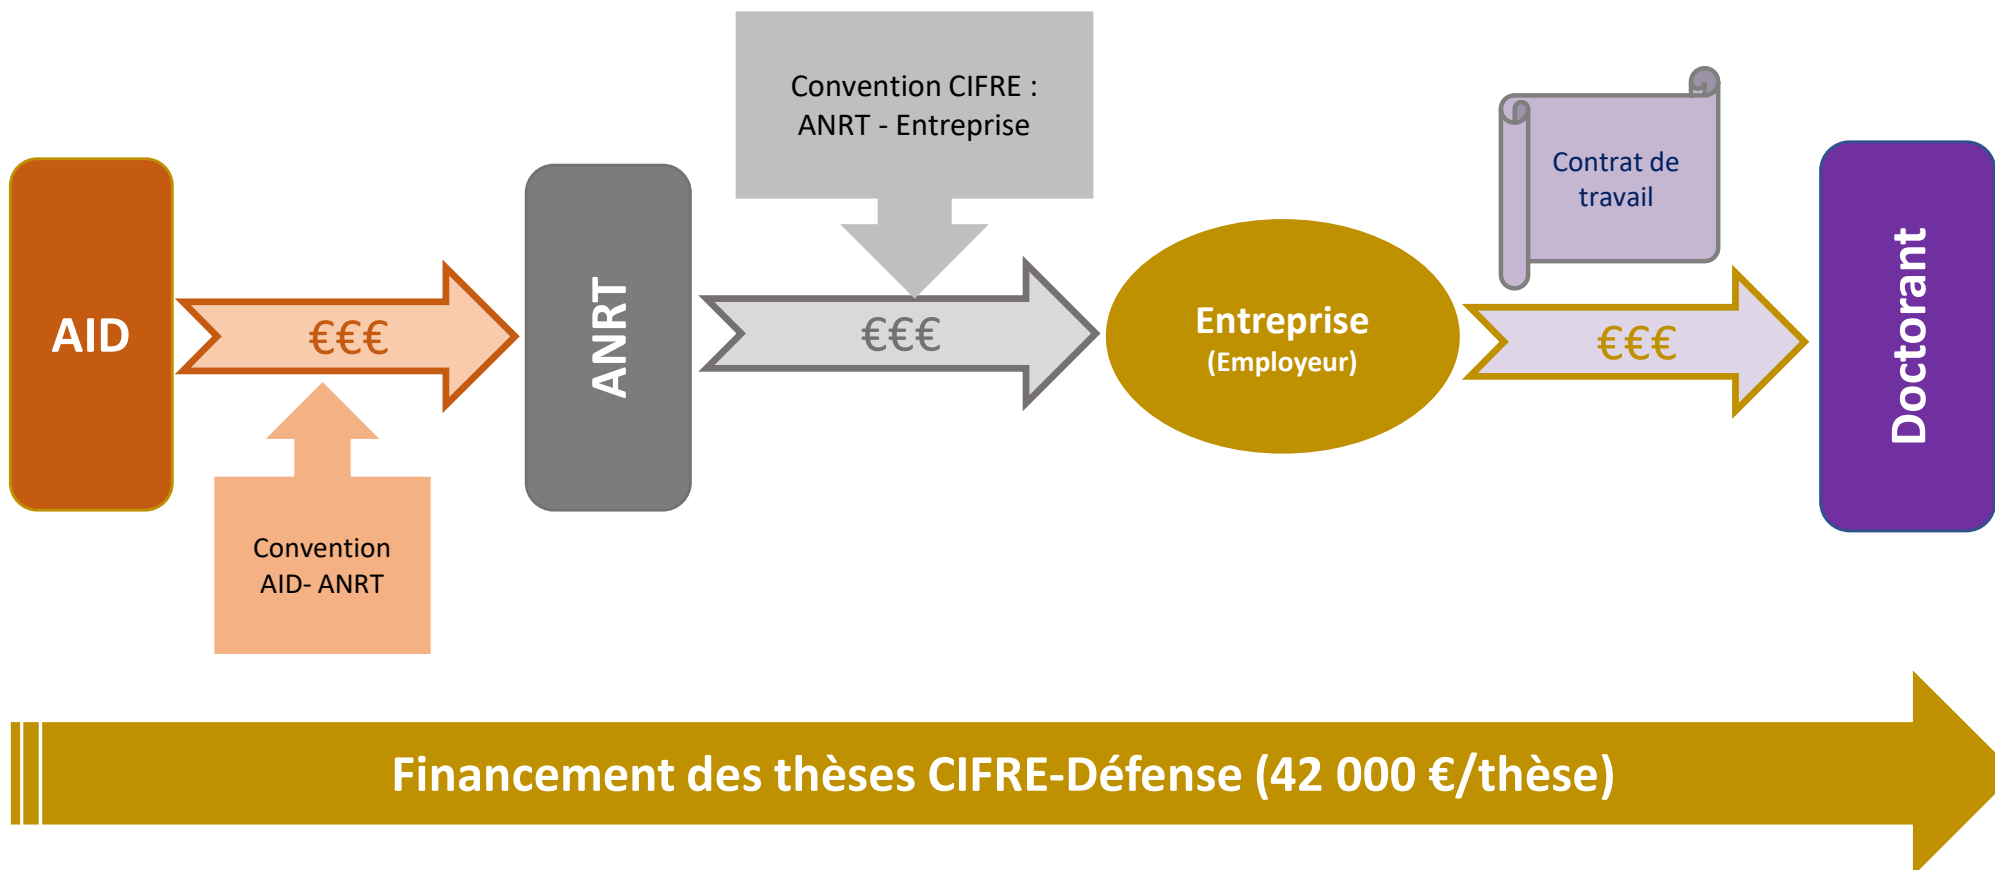 Convention CIFRE :
ANRT - Entreprise
Contrat de
travail
AID
€€€
ANRT
€€€
Entreprise
(Employeur)
€€€
Doctorant
Convention
AID- ANRT
Financement des thèses CIFRE-Défense (42 000 €/thèse)